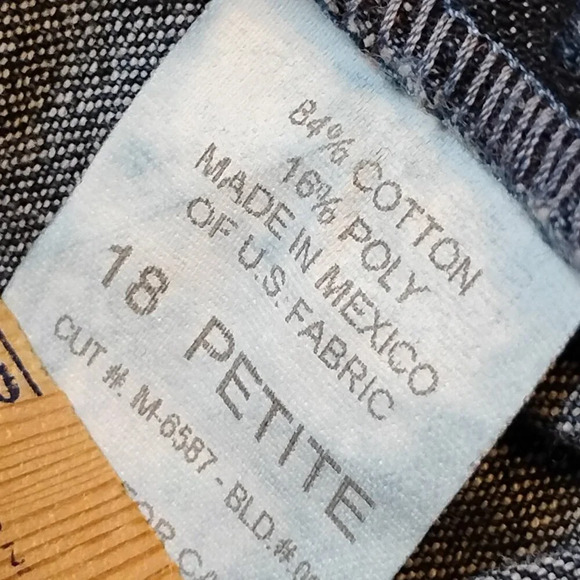 84% COTTON
16% POLY
MADE IN MEXICO
OF U.S. FABRIC
18 PETITE
CUT #. M-6587 - BLD.#